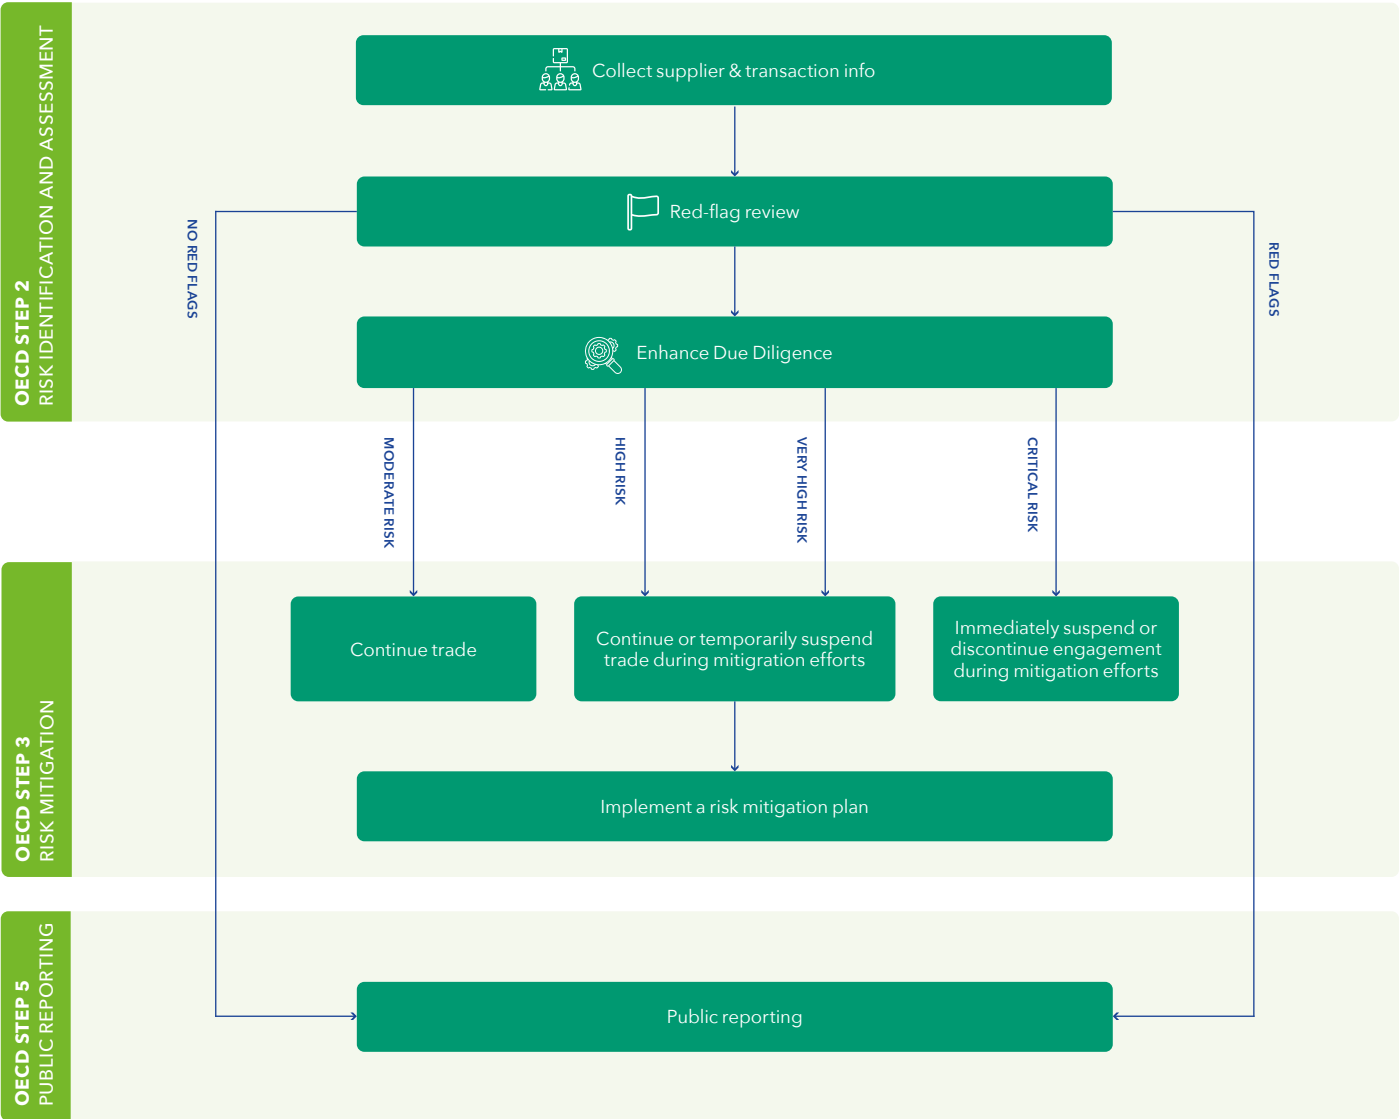 OECD STEP 2
RISK IDENTIFICATION AND ASSESSMENT
Collect supplier & transaction info
Red-flag review
NO RED FLAGS
RED FLAGS
Enhance Due Diligence
MODERATE RISK
HIGH RISK
VERY HIGH RISK
CRITICAL RISK
OECD STEP 3
RISK MITIGATION
Continue trade
Continue or temporarily suspend
trade during mitigration efforts
Immediately suspend or
discontinue engagement
during mitigation efforts
Implement a risk mitigation plan
OECD STEP 5
PUBLIC REPORTING
Public reporting